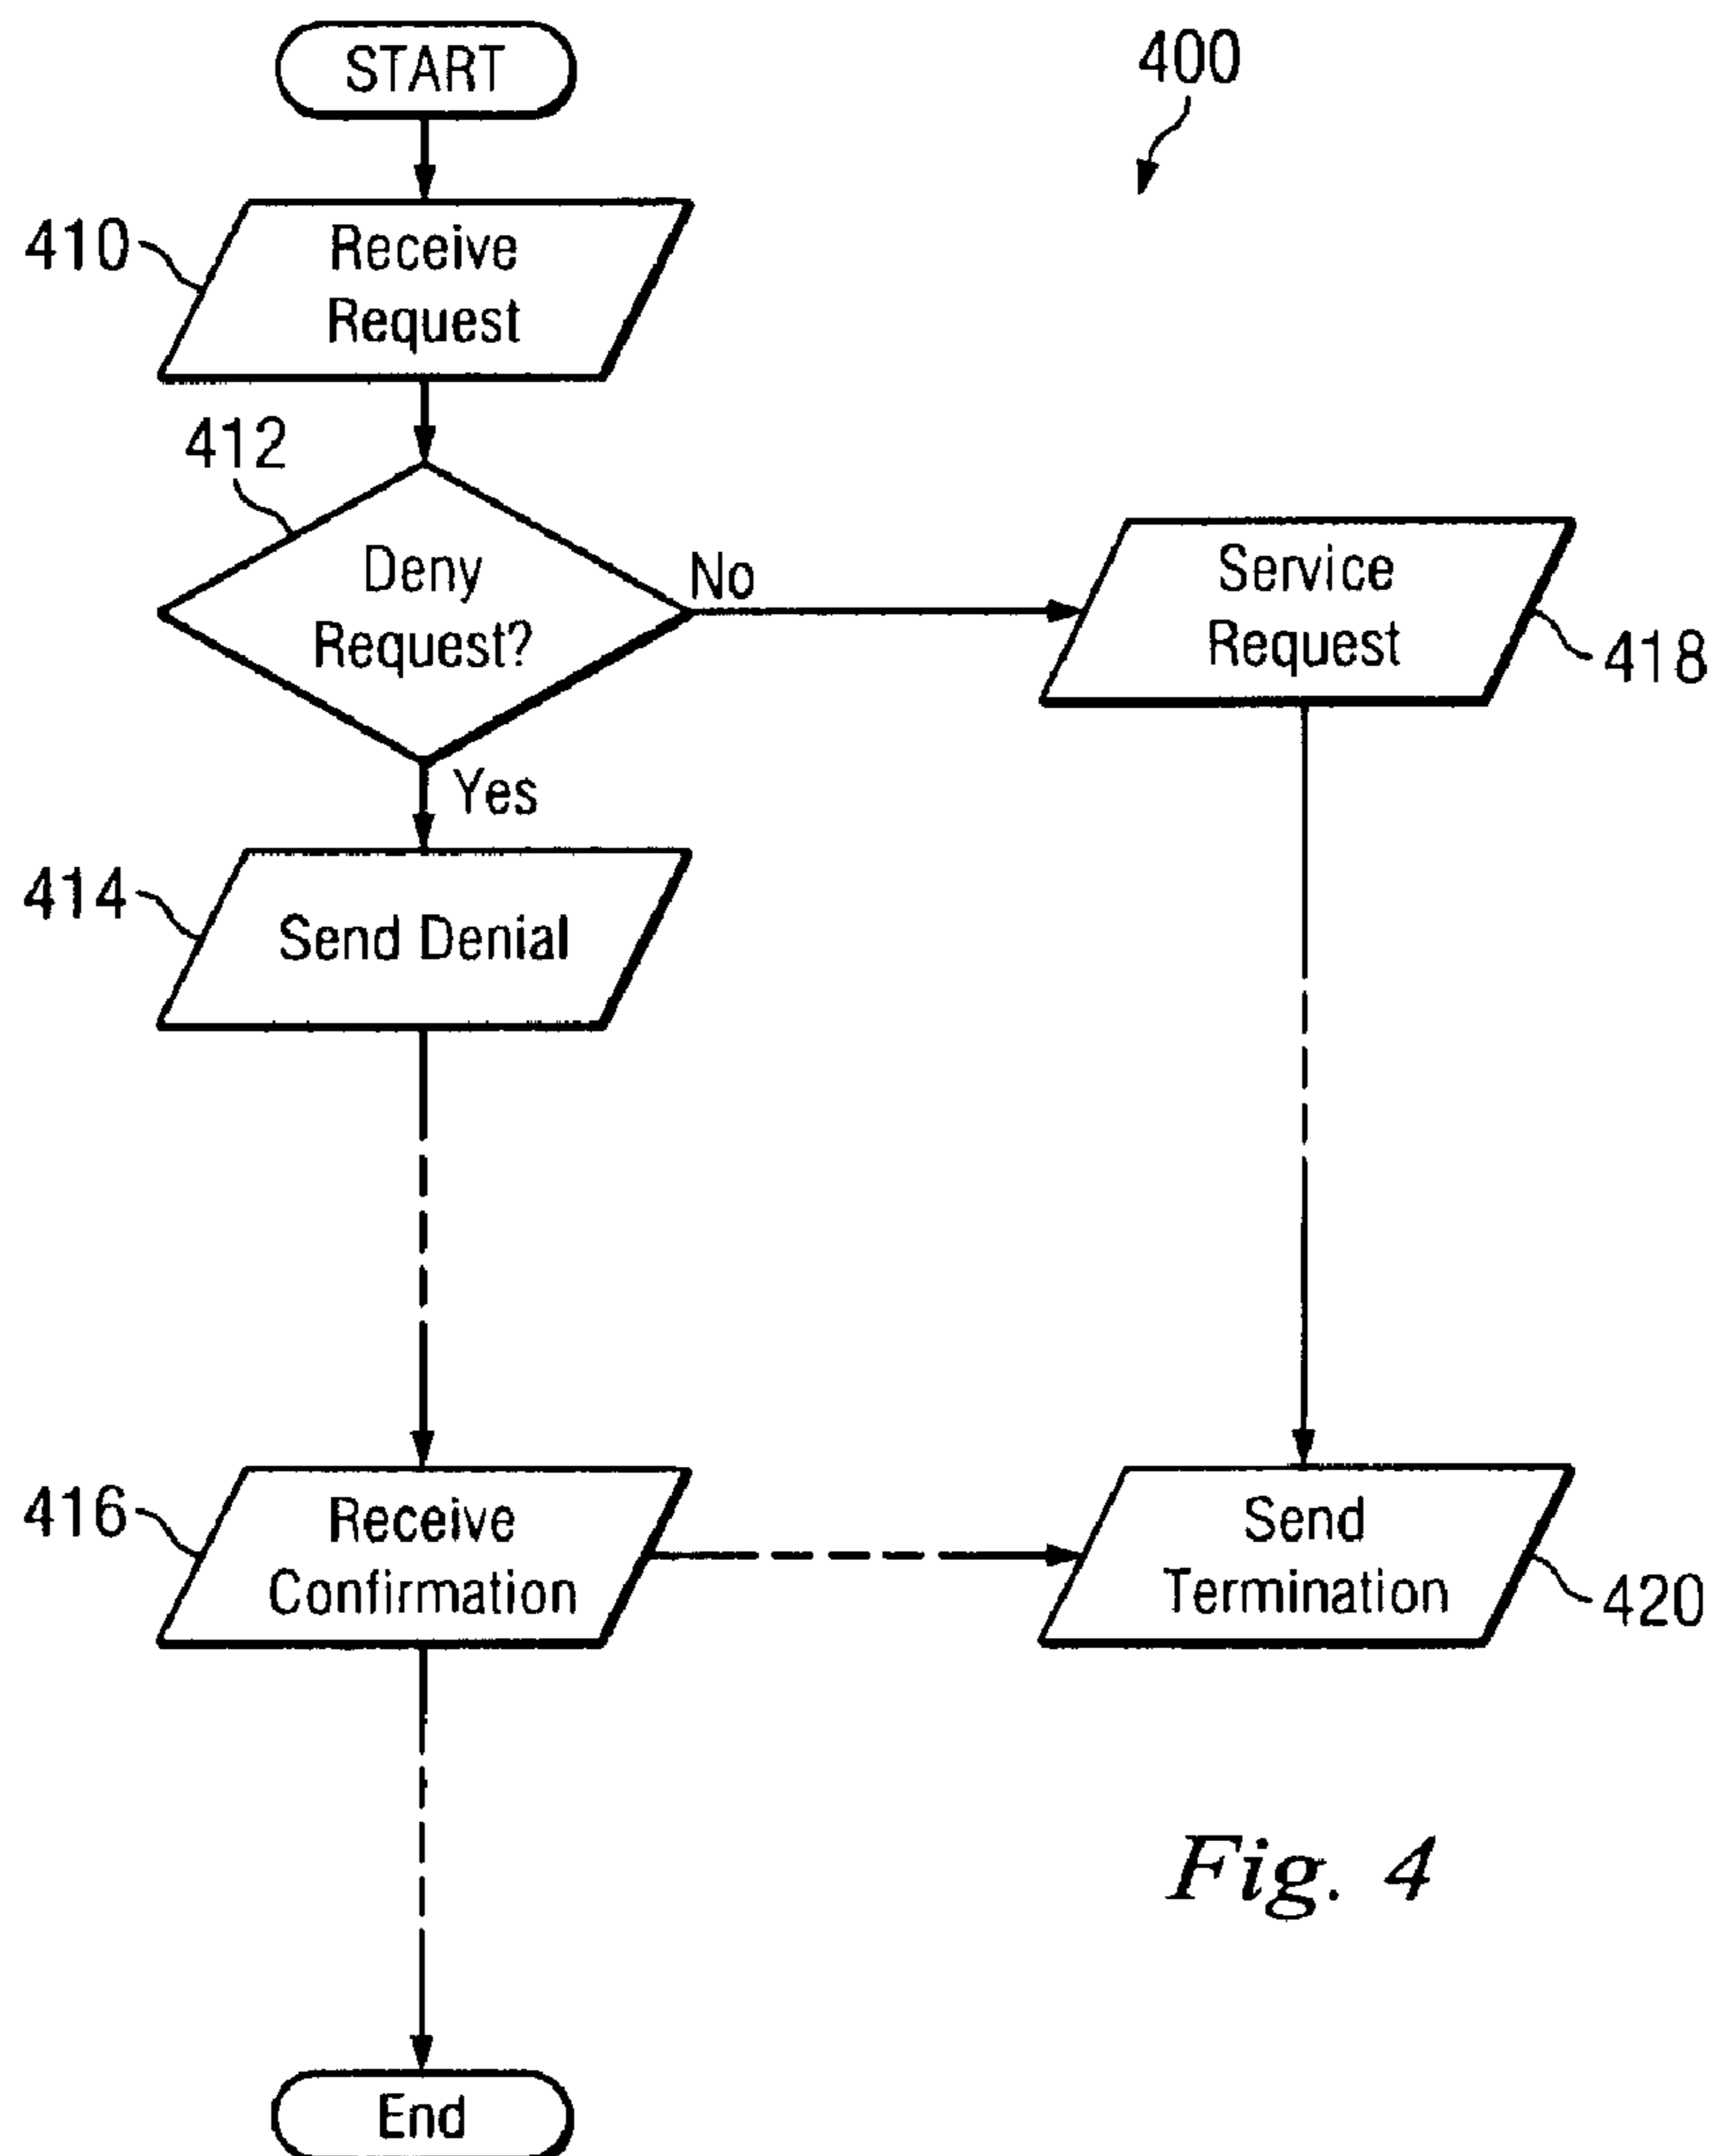 START
400
410
Receive
Request
412
Deny
Request?
No
Service
Request
418
Yes
414
Send Denial
416
Receive
Confirmation
Send
Termination
420
Fig. 4
End